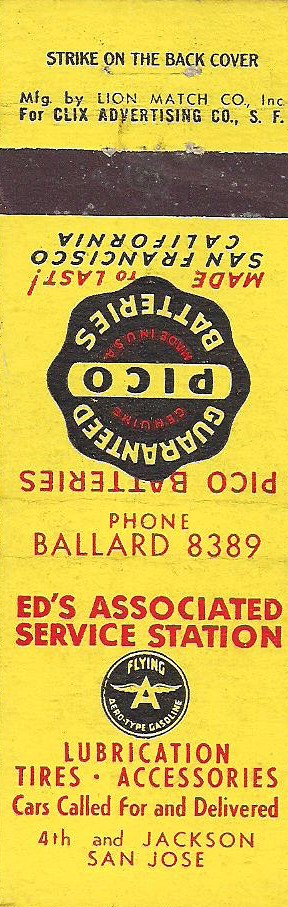 STRIKE ON THE BACK COVER
Mfg. by LION MATCH CO., Inc
For CLIX ADVERTISING CO., S. F.
PICO BATTERIES
GUARANTEED
GENUINE
PICO
MADE IN U.S.A.
BATTERIES
MADE TO LAST!
SAN FRANCISCO
CALIFORNIA
PHONE
BALLARD 8389
ED'S ASSOCIATED
SERVICE STATION
FLYING
A
AERO-TYPE GASOLINE
LUBRICATION
TIRES · ACCESSORIES
Cars Called for and Delivered
4th and JACKSON
SAN JOSE